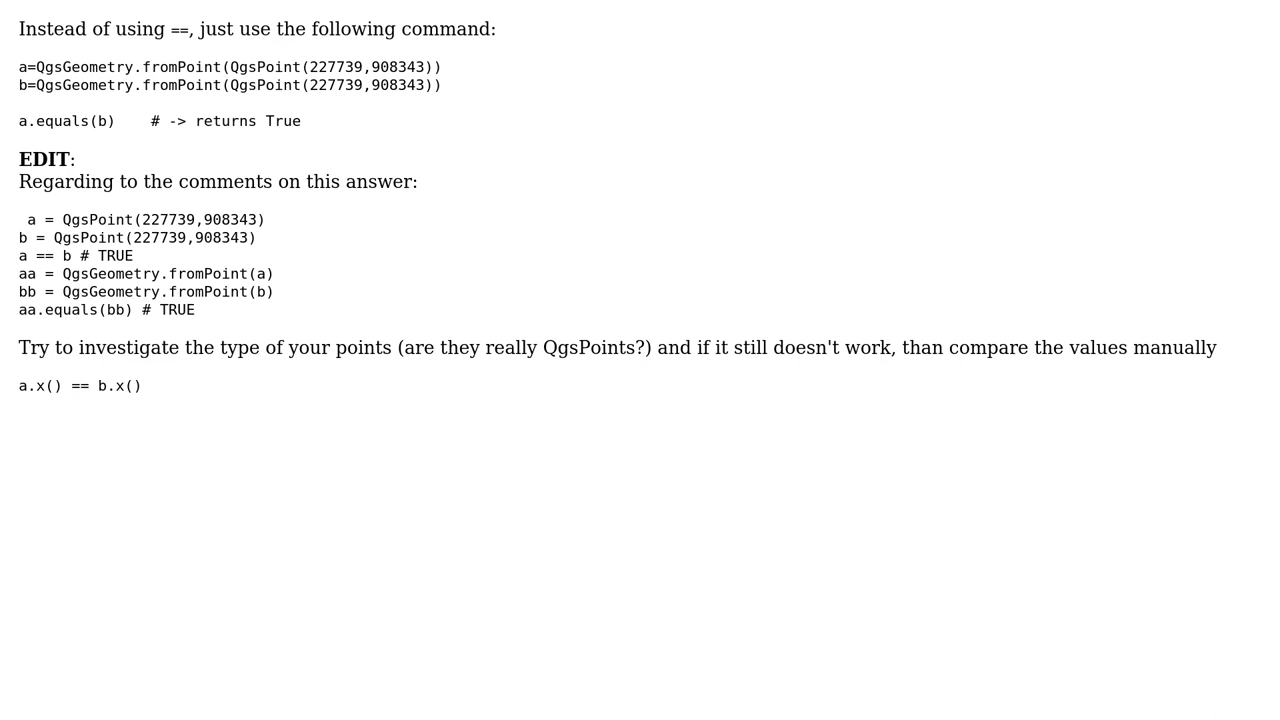 Instead of using ==, just use the following command:
a=QgsGeometry.fromPoint(QgsPoint(227739,908343))
b=QgsGeometry.fromPoint(QgsPoint(227739,908343))
a.equals(b)    # -> returns True
EDIT:
Regarding to the comments on this answer:
 a = QgsPoint(227739,908343)
b = QgsPoint(227739,908343)
a == b # TRUE
aa = QgsGeometry.fromPoint(a)
bb = QgsGeometry.fromPoint(b)
aa.equals(bb) # TRUE
Try to investigate the type of your points (are they really QgsPoints?) and if it still doesn't work, than compare the values manually
a.x() == b.x()